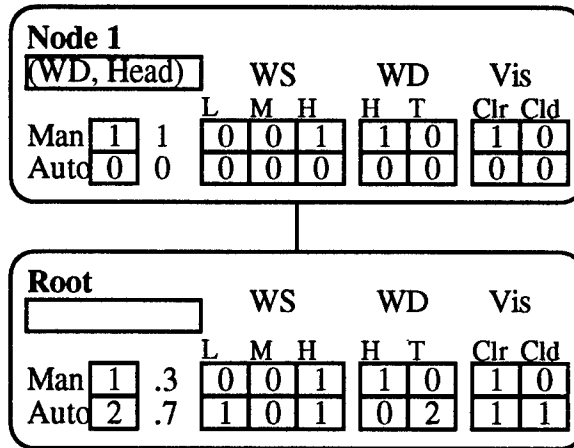 Node 1
(WD, Head) WS WD Vis
L M H H T Clr Cld
Man 1 1 0 0 1 1 0 1 0
Auto 0 0 0 0 0 0 0 0 0
Root
WS WD Vis
L M H H T Clr Cld
Man 1 .3 0 0 1 1 0 1 0
Auto 2 .7 1 0 1 0 2 1 1